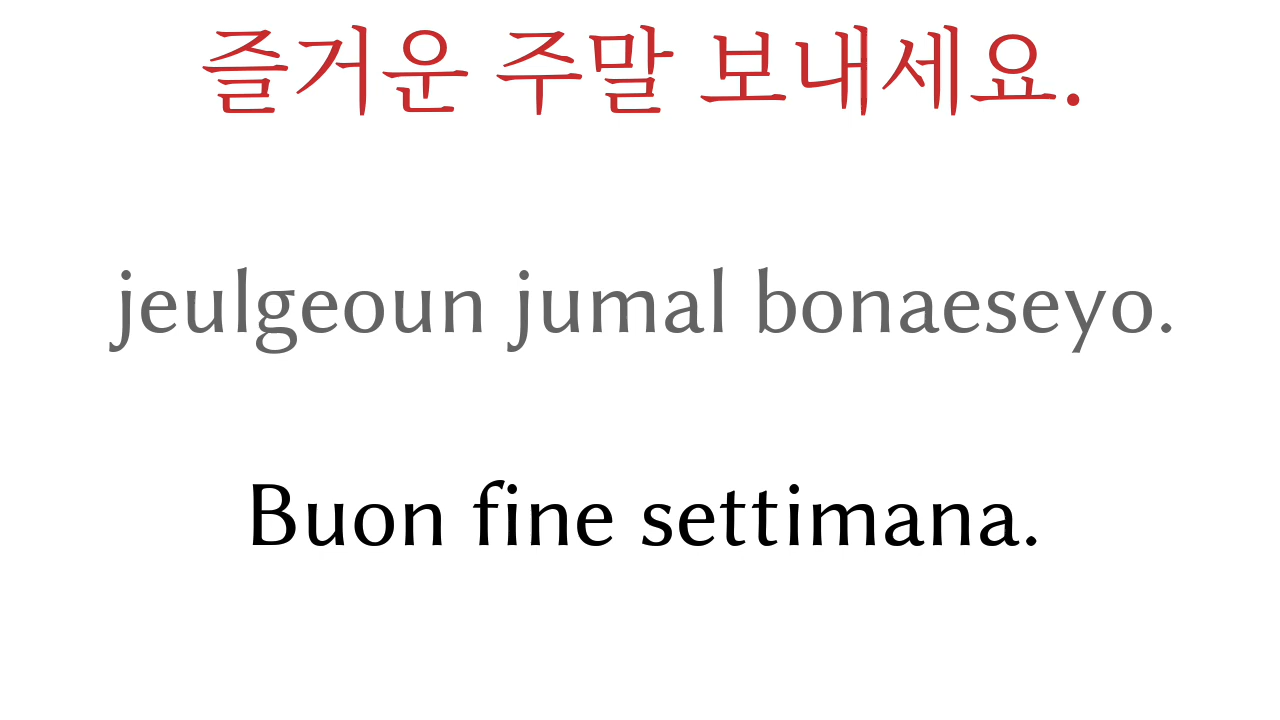 즐거운 주말 보내세요.
jeulgeoun jumal bonaeseyo.
Buon fine settimana.